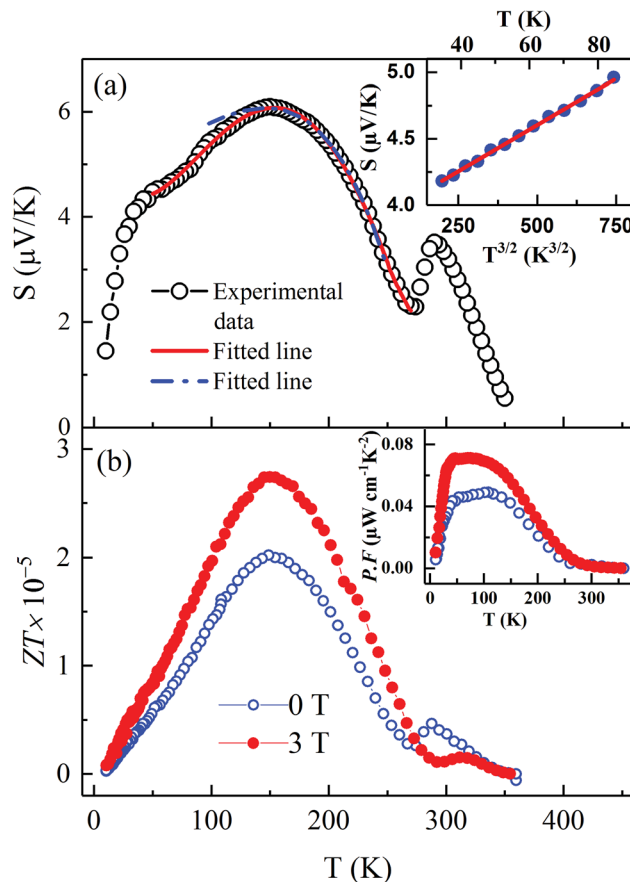 T (K)
40 60 80
(a)
6
4
2
0
S (μV/K)
5.0
4.5
4.0
S (μV/K)
250 500 750
T^3/2 (K^3/2)
Experimental
data
Fitted line
Fitted line
(b)
3
2
1
0
ZT× 10⁻⁵
0.08
0.04
0.00
P.F (μW cm⁻¹K⁻²
0 100 200 300
T (K)
0 T
3 T
0 100 200 300 400
T (K)